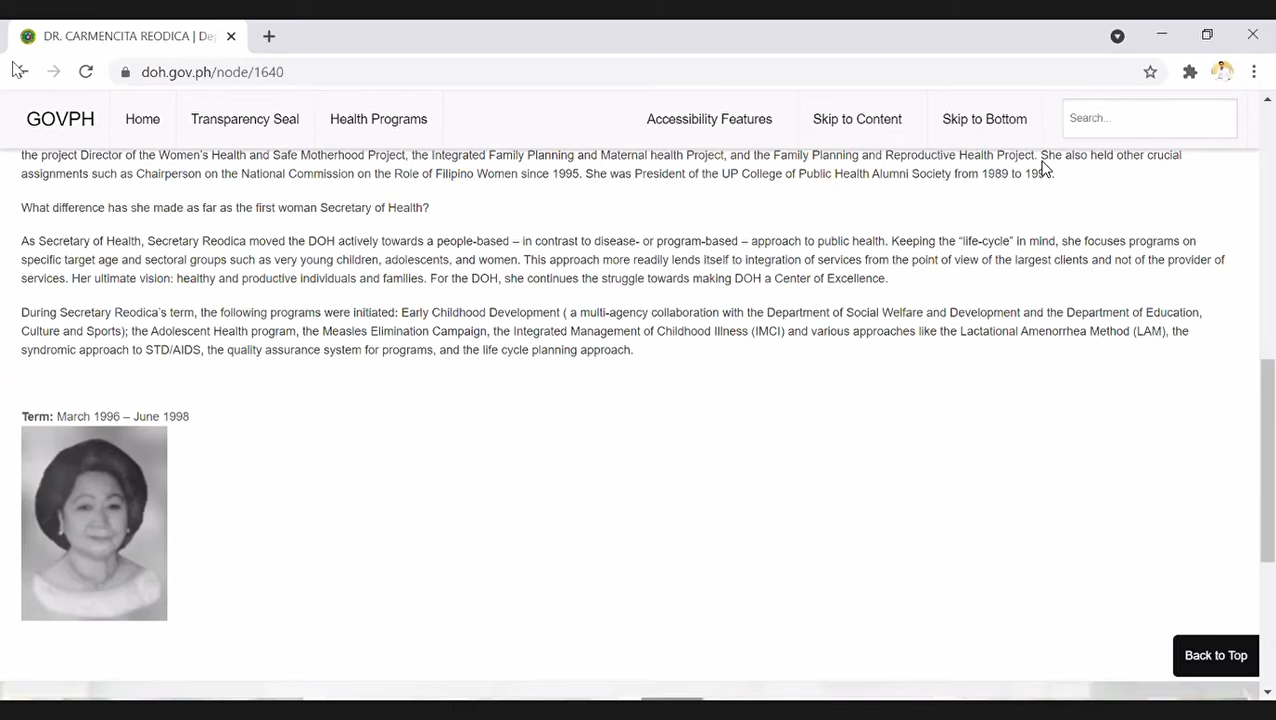 DR. CARMENCITA REODICA | De
doh.gov.ph/node/1640
GOVPH Home Transparency Seal Health Programs Accessibility Features Skip to Content Skip to Bottom Search...
the project Director of the Women's Health and Safe Motherhood Project, the Integrated Family Planning and Maternal health Project, and the Family Planning and Reproductive Health Project. She also held other crucial
assignments such as Chairperson on the National Commission on the Role of Filipino Women since 1995. She was President of the UP College of Public Health Alumni Society from 1989 to
What difference has she made as far as the first woman Secretary of Health?
As Secretary of Health, Secretary Reodica moved the DOH actively towards a people-based – in contrast to disease- or program-based – approach to public health. Keeping the “life-cycle” in mind, she focuses programs on
specific target age and sectoral groups such as very young children, adolescents, and women. This approach more readily lends itself to integration of services from the point of view of the largest clients and not of the provider of
services. Her ultimate vision: healthy and productive individuals and families. For the DOH, she continues the struggle towards making DOH a Center of Excellence.
During Secretary Reodica's term, the following programs were initiated: Early Childhood Development ( a multi-agency collaboration with the Department of Social Welfare and Development and the Department of Education,
Culture and Sports); the Adolescent Health program, the Measles Elimination Campaign, the Integrated Management of Childhood Illness (IMCI) and various approaches like the Lactational Amenorrhea Method (LAM), the
syndromic approach to STD/AIDS, the quality assurance system for programs, and the life cycle planning approach.
Term: March 1996 – June 1998
Back to Top